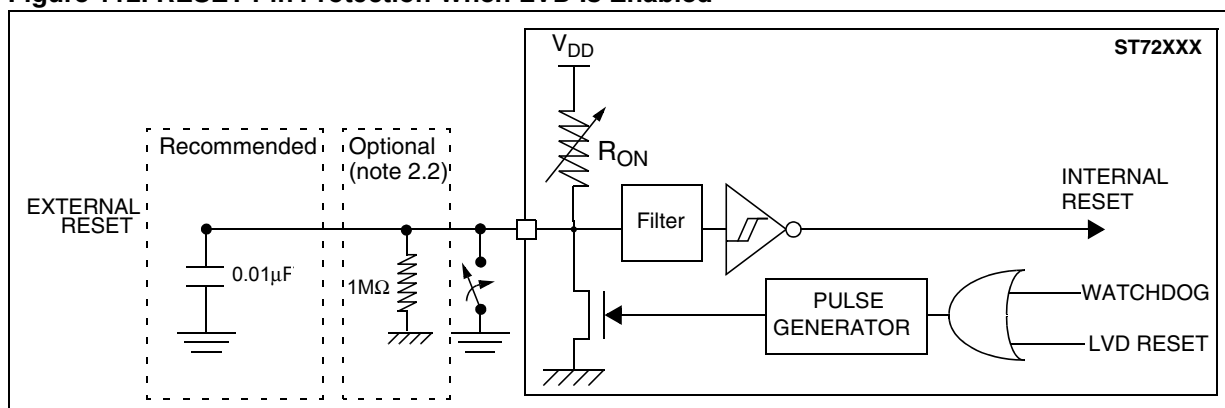 Figure 112. RESET Pin Protection When LVD Is Enabled
VDD
ST72XXX
Recommended
Optional
(note 2.2)
RON
EXTERNAL
RESET
Filter
INTERNAL
RESET
0.01µF
1MΩ
PULSE
GENERATOR
WATCHDOG
LVD RESET